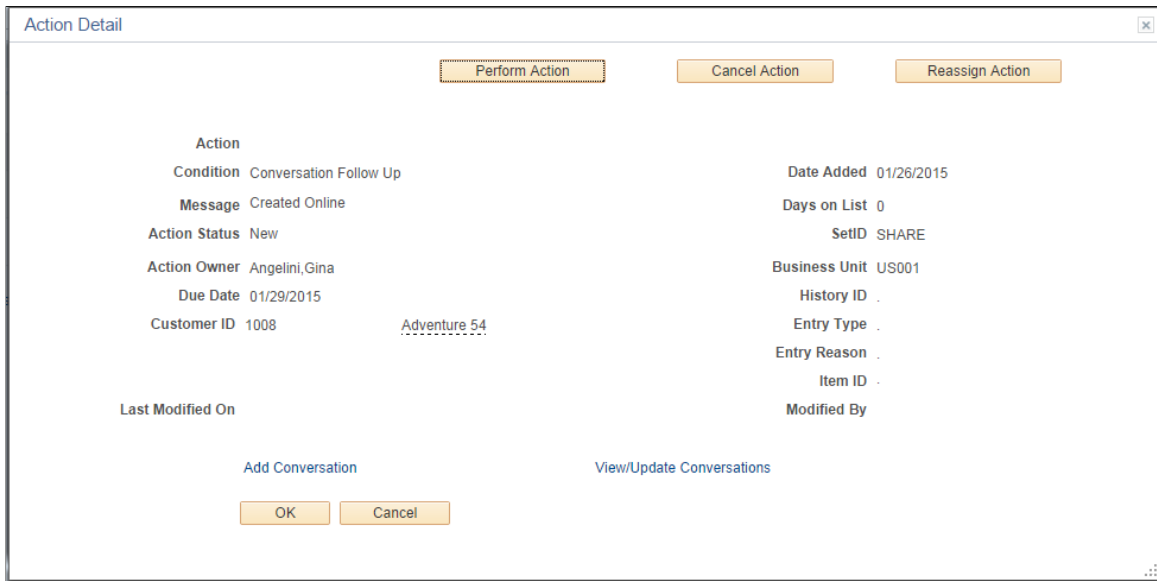 Action Detail
Perform Action Cancel Action Reassign Action
Action
Condition Conversation Follow Up Date Added 01/26/2015
Message Created Online Days on List 0
Action Status New SetID SHARE
Action Owner Angelini,Gina Business Unit US001
Due Date 01/29/2015 History ID .
Customer ID 1008 Adventure 54 Entry Type .
Entry Reason .
Item ID .
Last Modified On Modified By
Add Conversation View/Update Conversations
OK Cancel